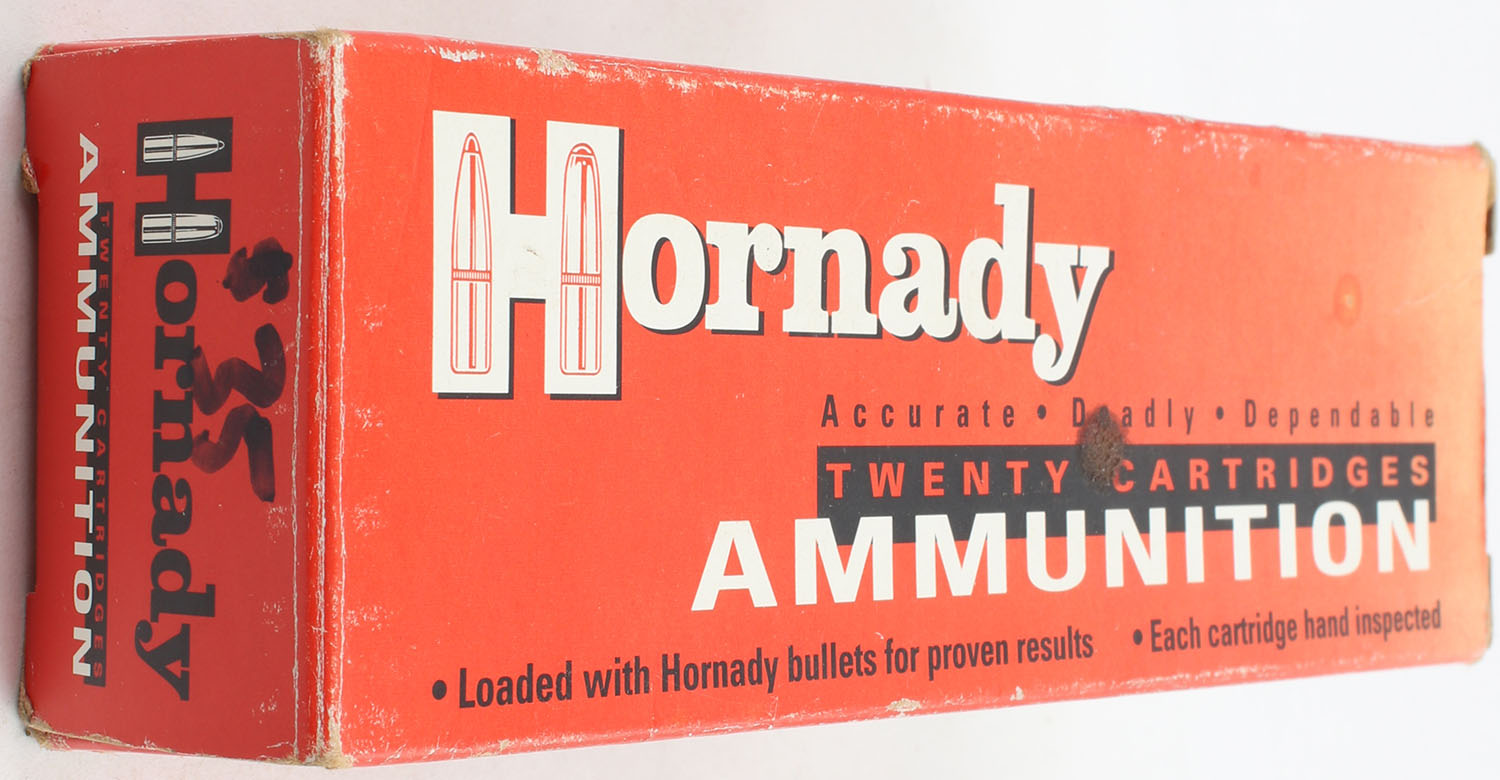 Hornady
Accurate • Deadly • Dependable
TWENTY CARTRIDGES
AMMUNITION
• Loaded with Hornady bullets for proven results • Each cartridge hand inspected
$35
Hornady
TWENTY CARTRIDGES
AMMUNITION